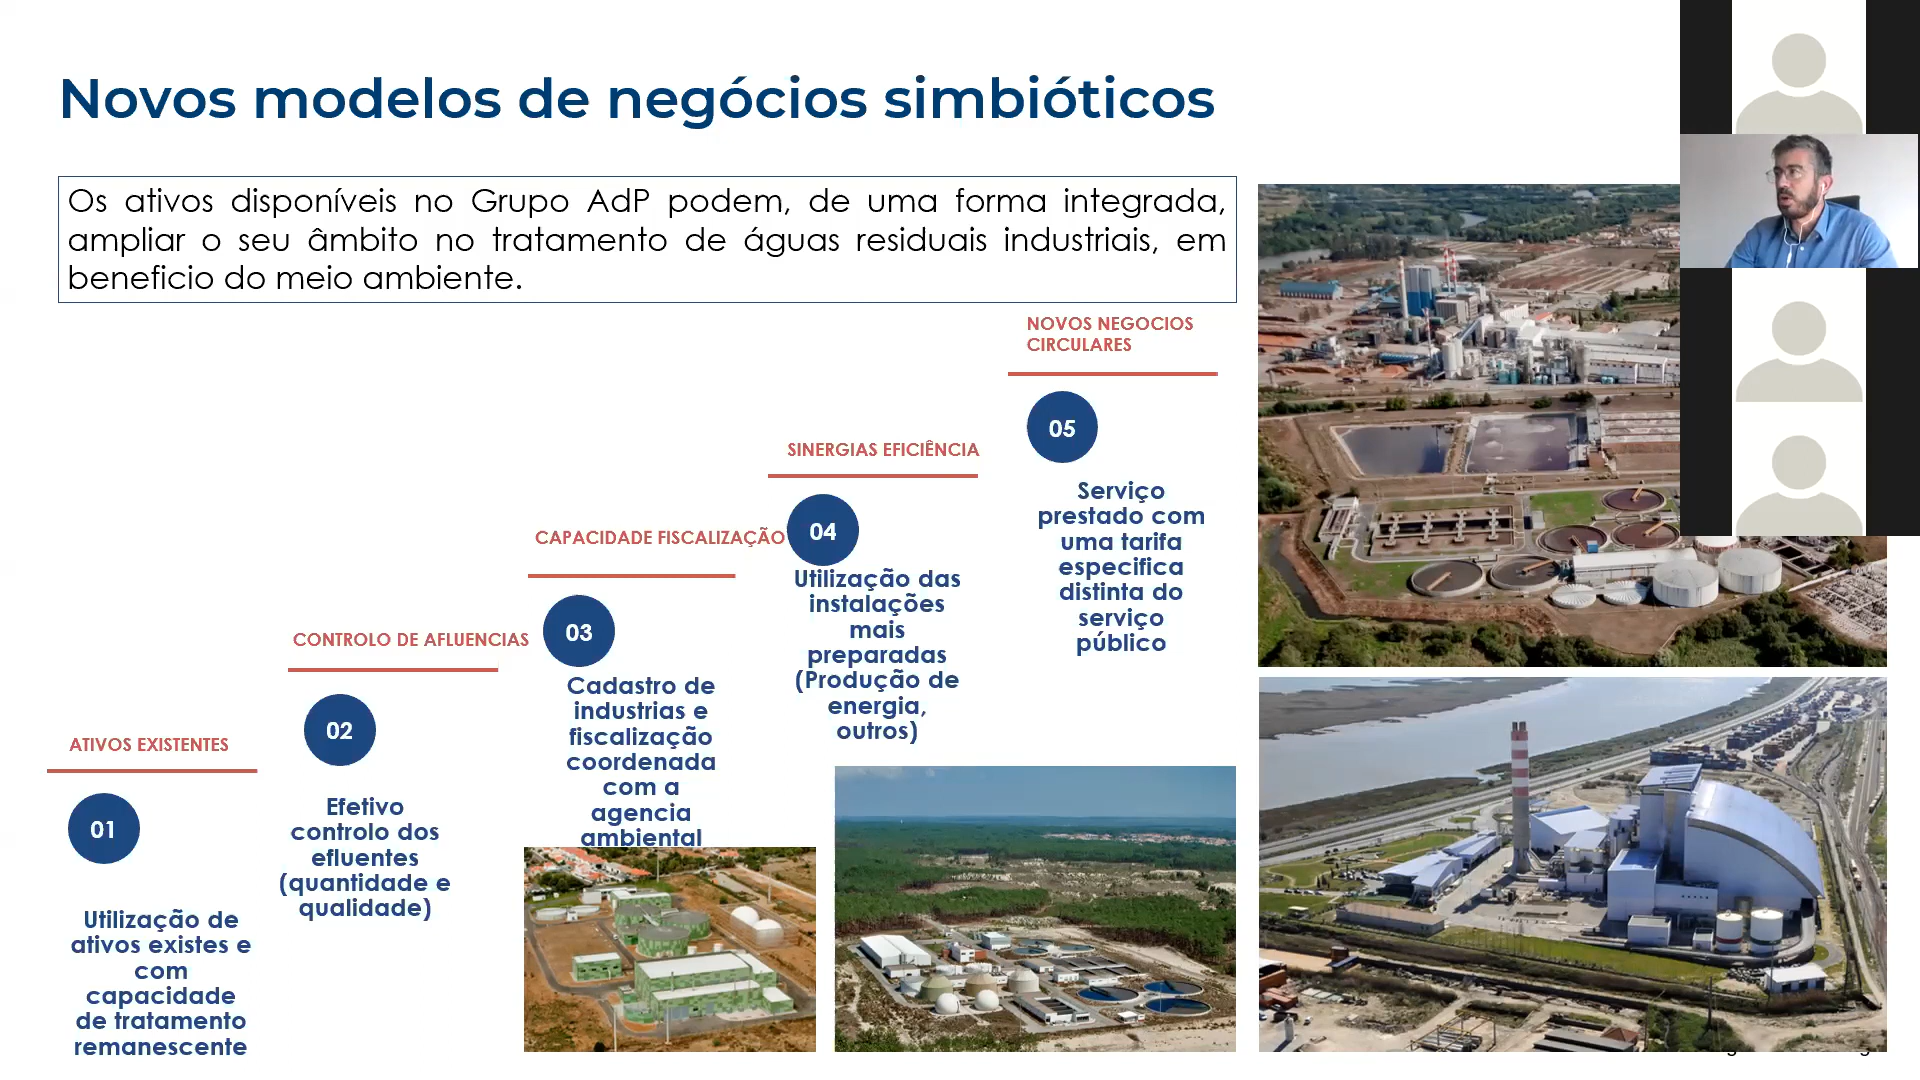 Novos modelos de negócios simbióticos
Os ativos disponíveis no Grupo AdP podem, de uma forma integrada,
ampliar o seu âmbito no tratamento de águas residuais industriais, em
beneficio do meio ambiente.
ATIVOS EXISTENTES
01
Utilização de
ativos existes e
com
capacidade
de tratamento
remanescente
CONTROLO DE AFLUENCIAS
02
Efetivo
controlo dos
efluentes
(quantidade e
qualidade)
CAPACIDADE FISCALIZAÇÃO
03
Cadastro de
industrias e
fiscalização
coordenada
com a
agencia
ambiental
SINERGIAS EFICIÊNCIA
04
Utilização das
instalações
mais
preparadas
(Produção de
energia,
outros)
NOVOS NEGOCIOS
CIRCULARES
05
Serviço
prestado com
uma tarifa
especifica
distinta do
serviço
público